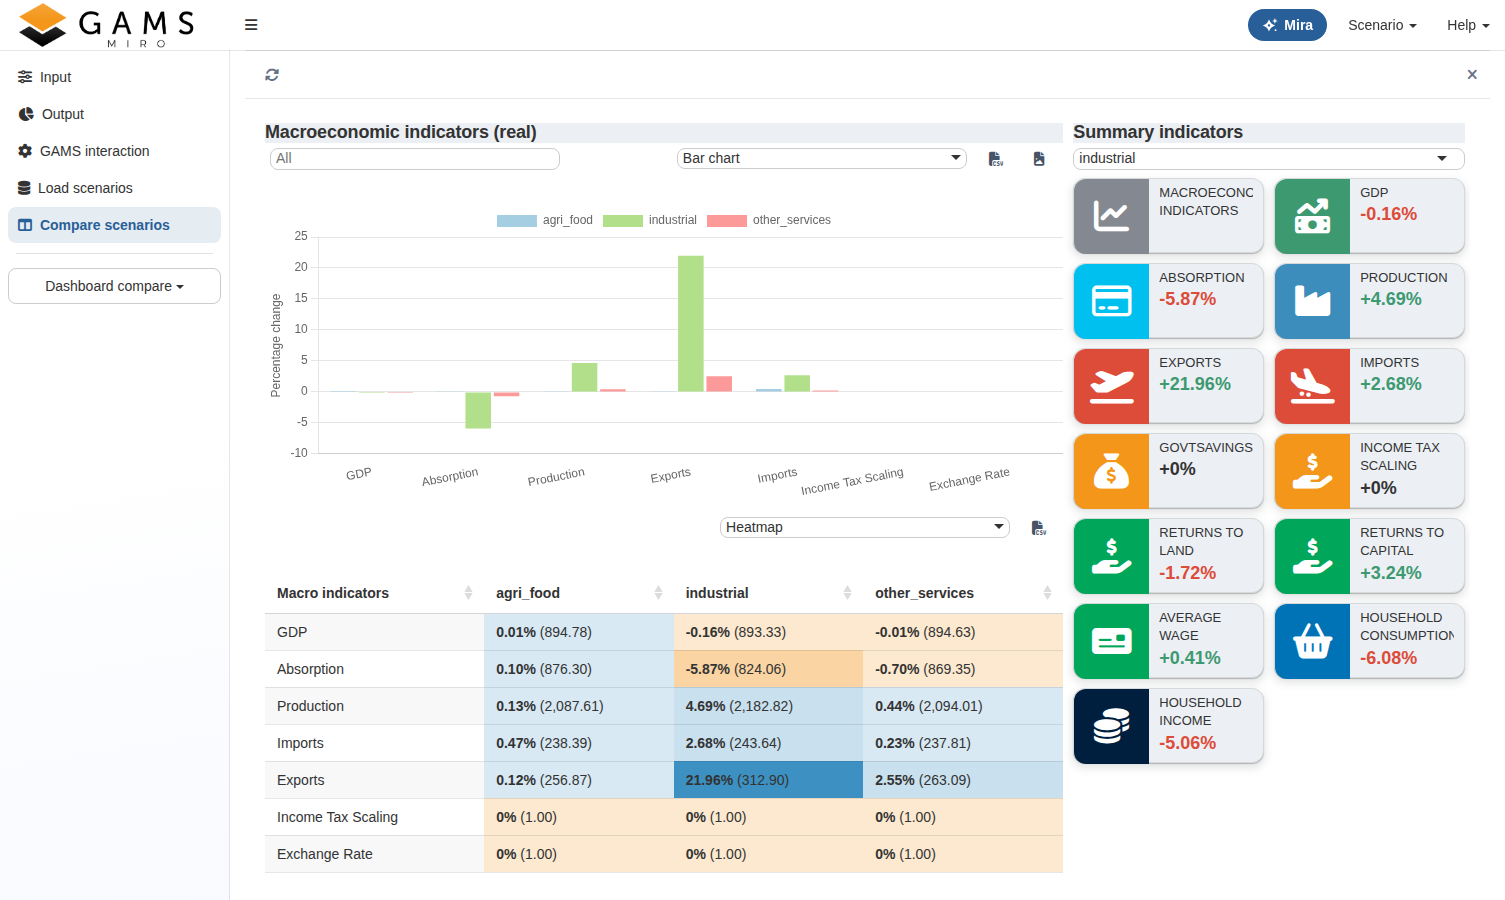 GAMS
MIRO
Mira
Scenario
Help
Input
Output
GAMS interaction
Load scenarios
Compare scenarios
Dashboard compare
Macroeconomic indicators (real)
All
Bar chart
CSV
agri_food
industrial
other_services
Percentage change
25
20
15
10
5
0
-5
-10
GDP
Absorption
Production
Exports
Imports
Income Tax Scaling
Exchange Rate
Heatmap
CSV
Macro indicators agri_food industrial other_services
GDP 0.01% (894.78) -0.16% (893.33) -0.01% (894.63)
Absorption 0.10% (876.30) -5.87% (824.06) -0.70% (869.35)
Production 0.13% (2,087.61) 4.69% (2,182.82) 0.44% (2,094.01)
Imports 0.47% (238.39) 2.68% (243.64) 0.23% (237.81)
Exports 0.12% (256.87) 21.96% (312.90) 2.55% (263.09)
Income Tax Scaling 0% (1.00) 0% (1.00) 0% (1.00)
Exchange Rate 0% (1.00) 0% (1.00) 0% (1.00)
Summary indicators
industrial
MACROECONC
INDICATORS
GDP
-0.16%
ABSORPTION
-5.87%
PRODUCTION
+4.69%
EXPORTS
+21.96%
IMPORTS
+2.68%
GOVTSAVINGS
+0%
INCOME TAX
SCALING
+0%
RETURNS TO
LAND
-1.72%
RETURNS TO
CAPITAL
+3.24%
AVERAGE
WAGE
+0.41%
HOUSEHOLD
CONSUMPTION
-6.08%
HOUSEHOLD
INCOME
-5.06%